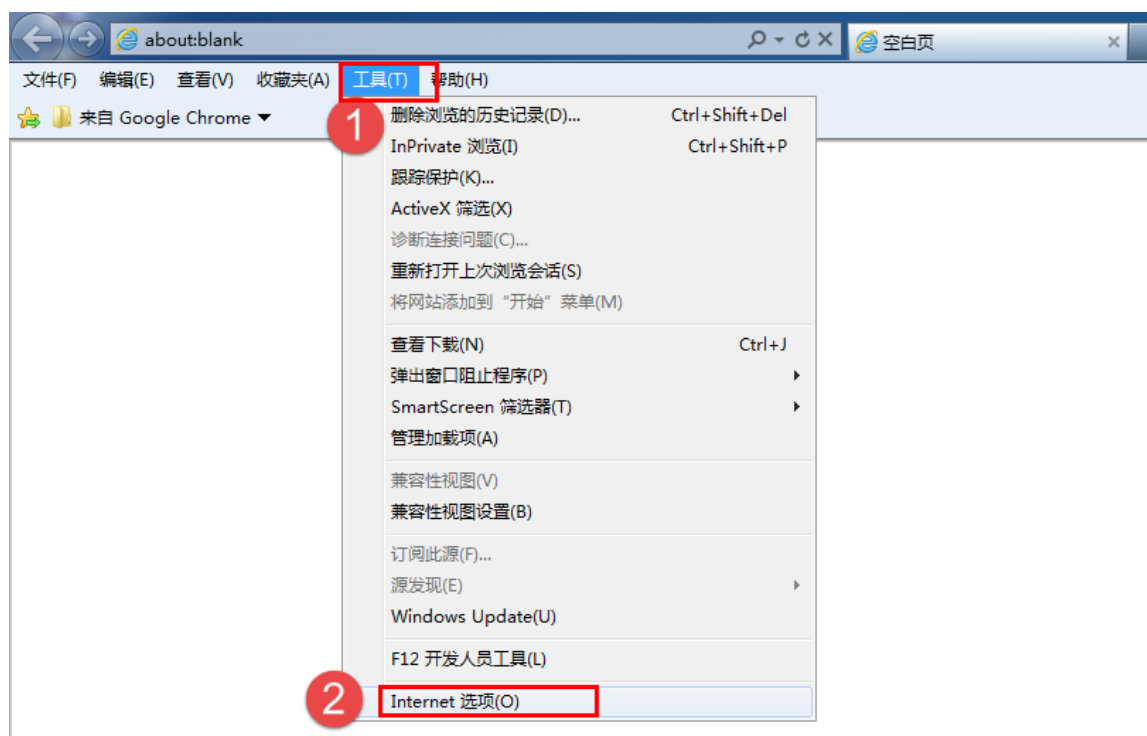 about:blank
空白页
文件(F) 编辑(E) 查看(V) 收藏夹(A) 工具(T) 帮助(H)
来自 Google Chrome
1
删除浏览的历史记录(D)... Ctrl+Shift+Del
InPrivate 浏览(I) Ctrl+Shift+P
跟踪保护(K)...
ActiveX 筛选(X)
诊断连接问题(C)...
重新打开上次浏览会话(S)
将网站添加到“开始”菜单(M)
查看下载(N) Ctrl+J
弹出窗口阻止程序(P)
SmartScreen 筛选器(T)
管理加载项(A)
兼容性视图(V)
兼容性视图设置(B)
订阅此源(F)...
源发现(E)
Windows Update(U)
F12 开发人员工具(L)
2
Internet 选项(O)